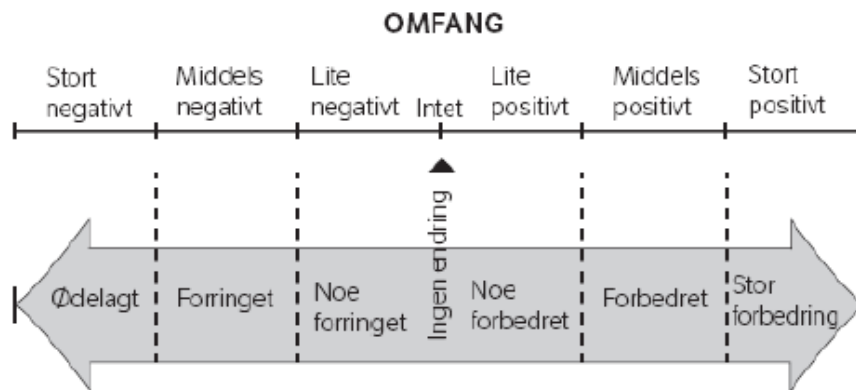 OMFANG
Stort Middels Lite Lite Middels Stort
negativt negativt negativt Intet positivt positivt positivt
Ingen endring
Ødelagt Forringet Noe Noe Forbedret Stor
forringet forbedret forbedring